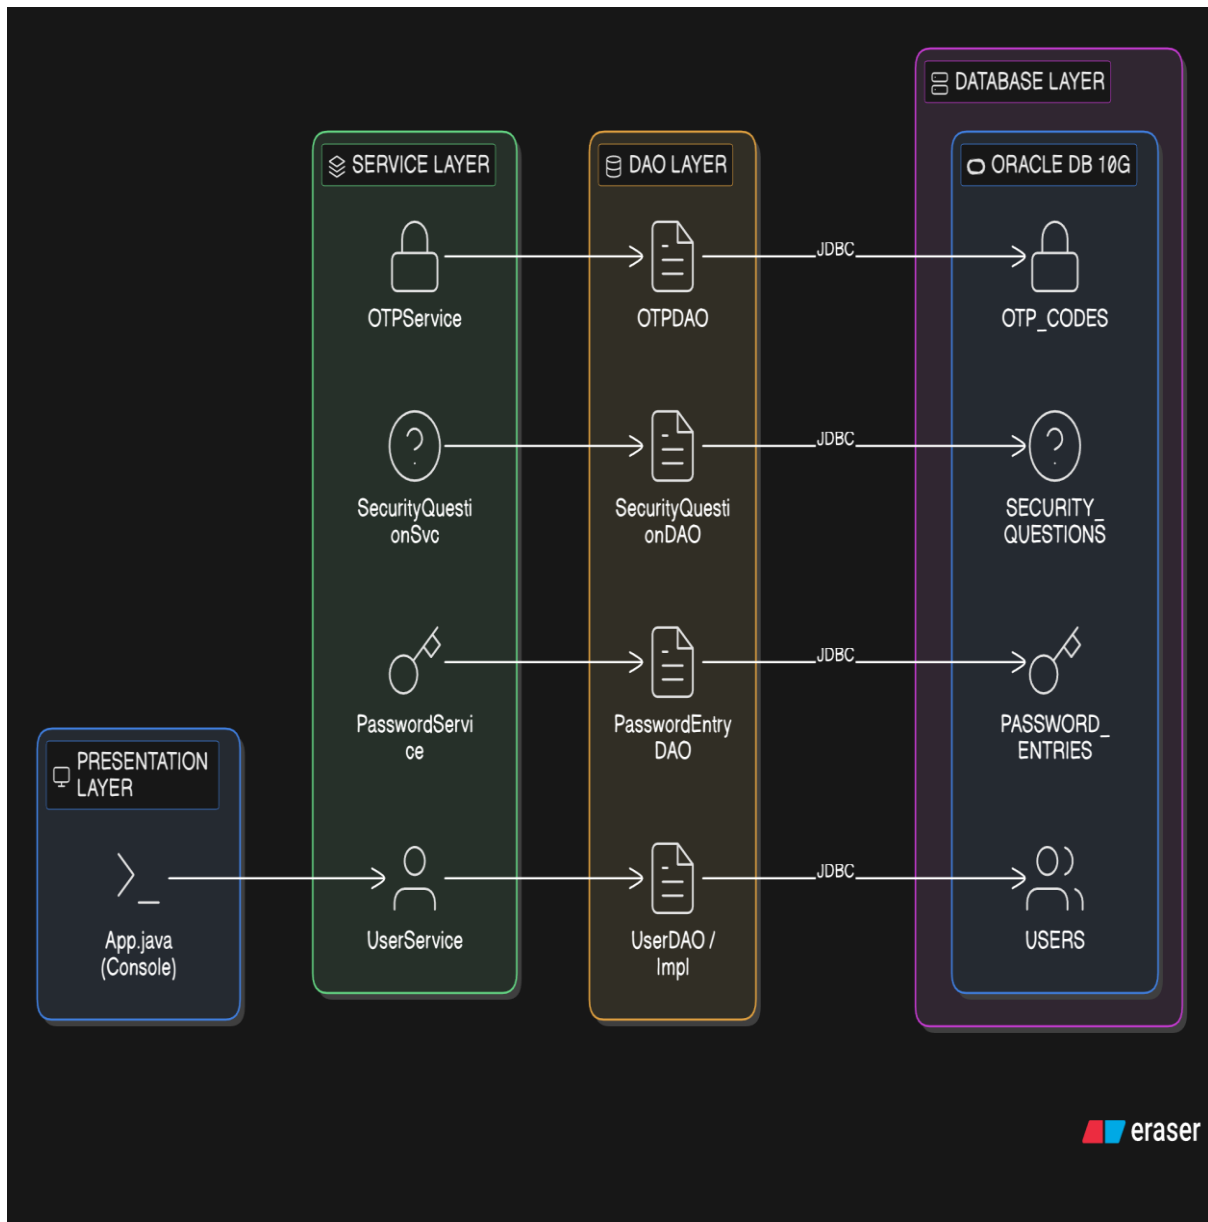 DATABASE LAYER
SERVICE LAYER
DAO LAYER
ORACLE DB 10G
JDBC
OTPService
OTPDAO
OTP_CODES
JDBC
SecurityQuesti
onSvc
SecurityQuesti
onDAO
SECURITY_
QUESTIONS
JDBC
PasswordServi
ce
PasswordEntry
DAO
PASSWORD_
ENTRIES
PRESENTATION
LAYER
JDBC
App.java
(Console)
UserService
UserDAO /
Impl
USERS
eraser